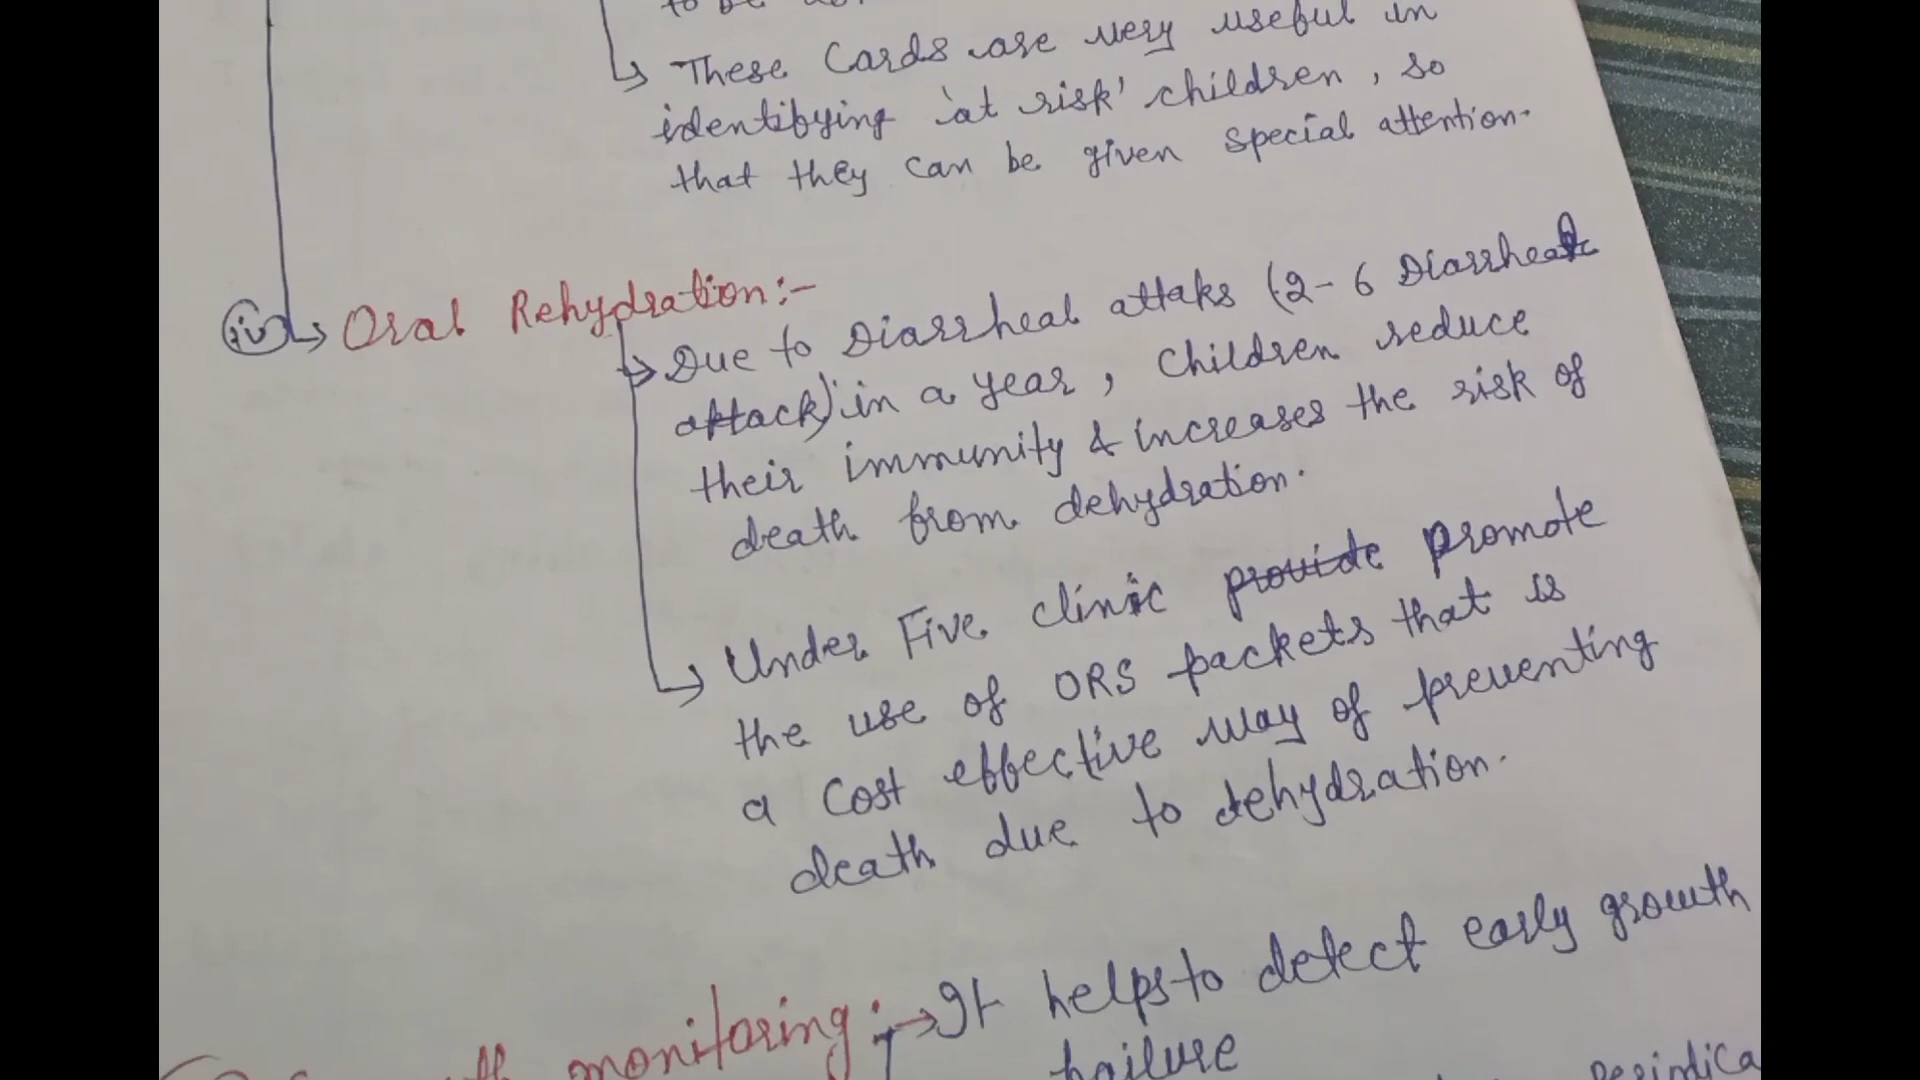 to be
↳ These Cards are very useful in
identifying 'at risk' children, so
that they can be given special attention.
(iv) ↳ Oral Rehydration:-
→ Due to Diarrheal attaks (2-6 Diarrheal
attack) in a year, Children reduce
their immunity & increases the risk of
death from dehydration.
↳ Under Five clinic provide promote
the use of ORS packets that is
a Cost effective way of preventing
death due to dehydration.
monitoring:→ It helps to detect early growth
failure